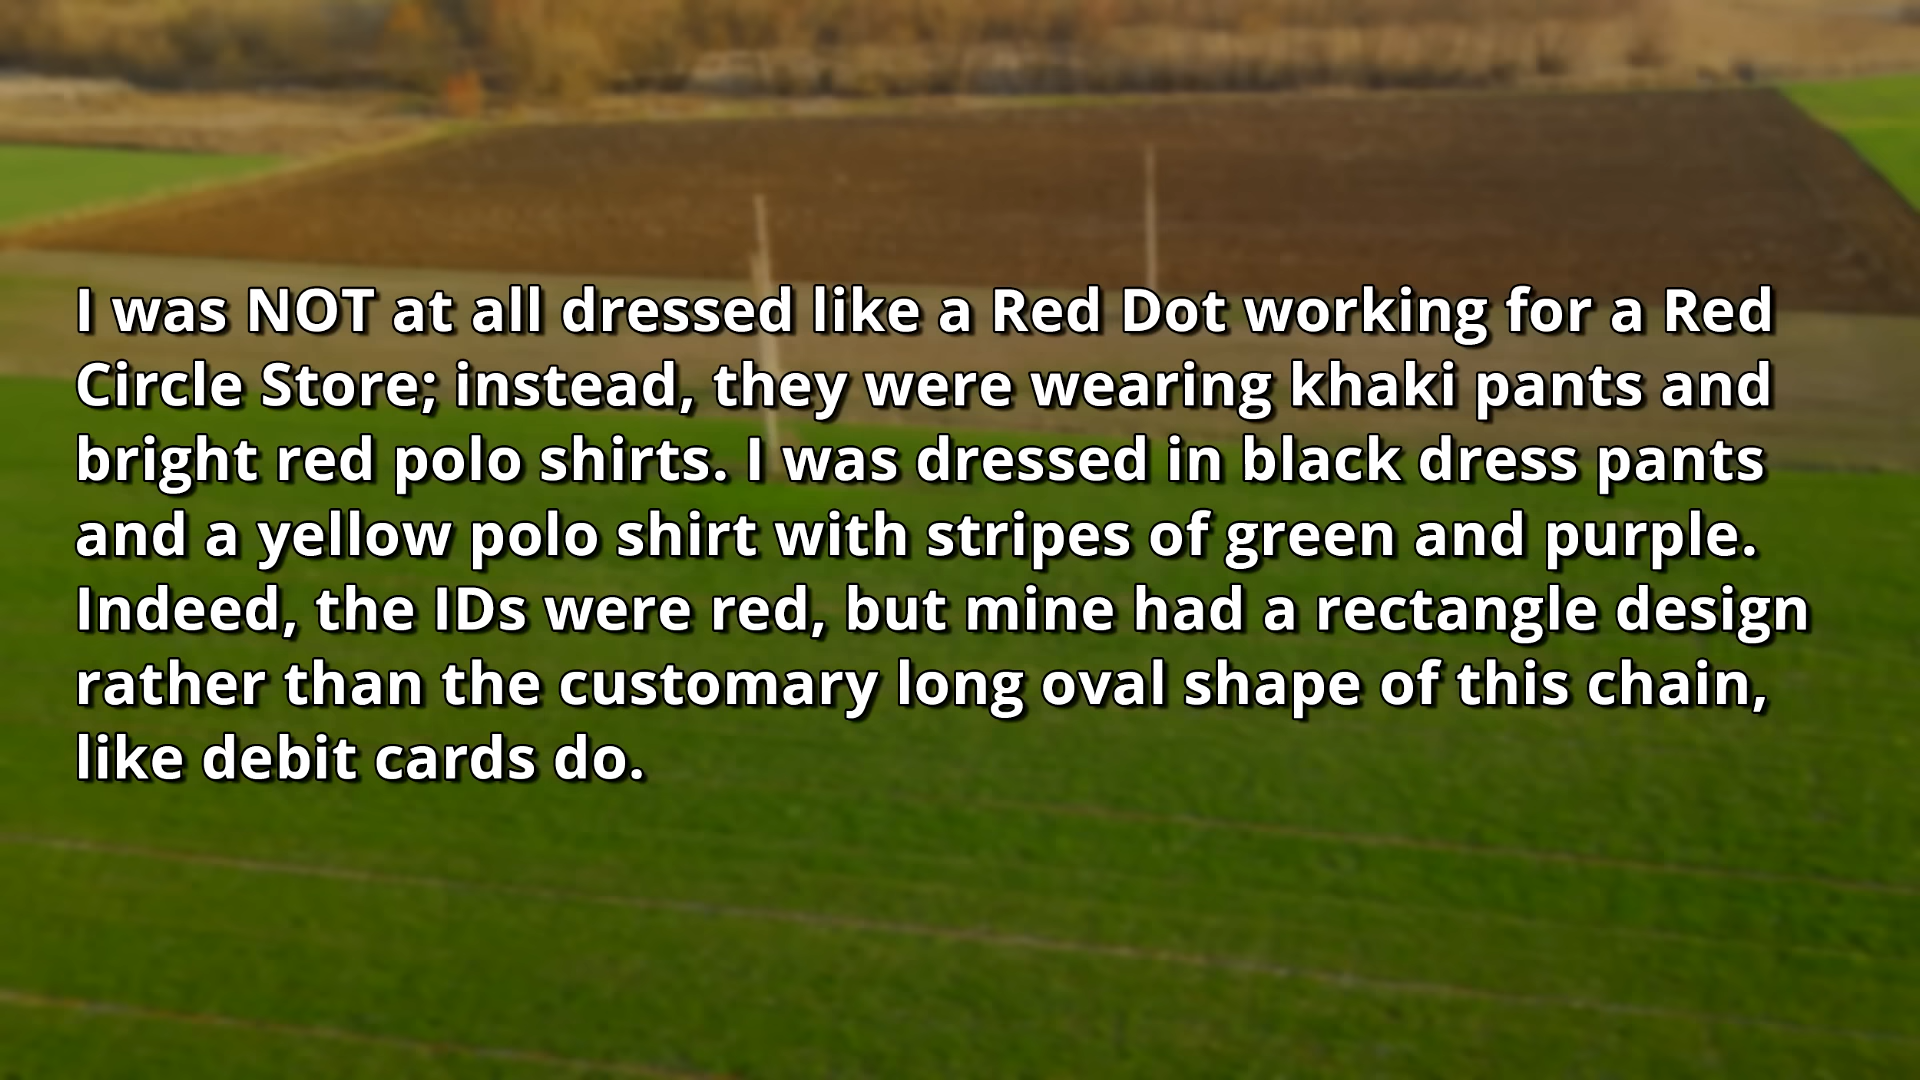 I was NOT at all dressed like a Red Dot working for a Red
Circle Store; instead, they were wearing khaki pants and
bright red polo shirts. I was dressed in black dress pants
and a yellow polo shirt with stripes of green and purple.
Indeed, the IDs were red, but mine had a rectangle design
rather than the customary long oval shape of this chain,
like debit cards do.